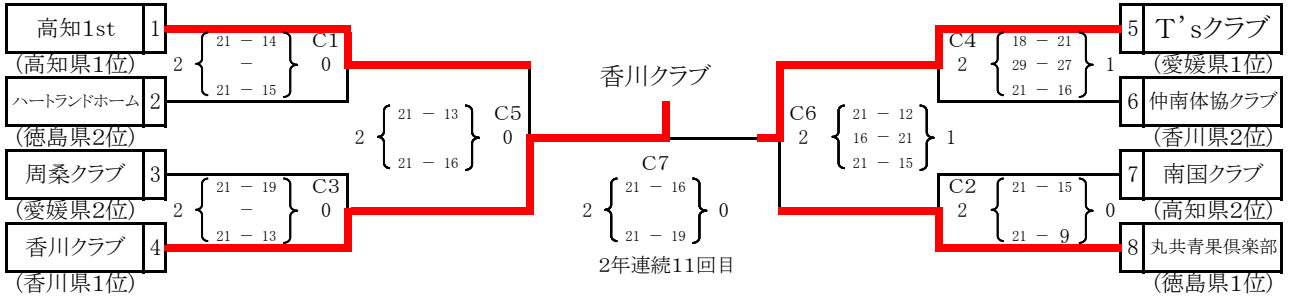 高知1st 1
(高知県1位)
ハートランドホーム 2
(徳島県2位)
周桑クラブ 3
(愛媛県2位)
香川クラブ 4
(香川県1位)
C1
2 { 21 - 14 } 0
-
21 - 15
C3
2 { 21 - 19 } 0
-
21 - 13
C5
2 { 21 - 13 } 0
21 - 16
香川クラブ
C7
2 { 21 - 16 } 0
21 - 19
2年連続11回目
C6
2 { 21 - 12 } 1
16 - 21
21 - 15
C4
2 { 18 - 21 } 1
29 - 27
21 - 16
C2
2 { 21 - 15 } 0
21 - 9
5 T'sクラブ
(愛媛県1位)
6 仲南体協クラブ
(香川県2位)
7 南国クラブ
(高知県2位)
8 丸共青果倶楽部
(徳島県1位)